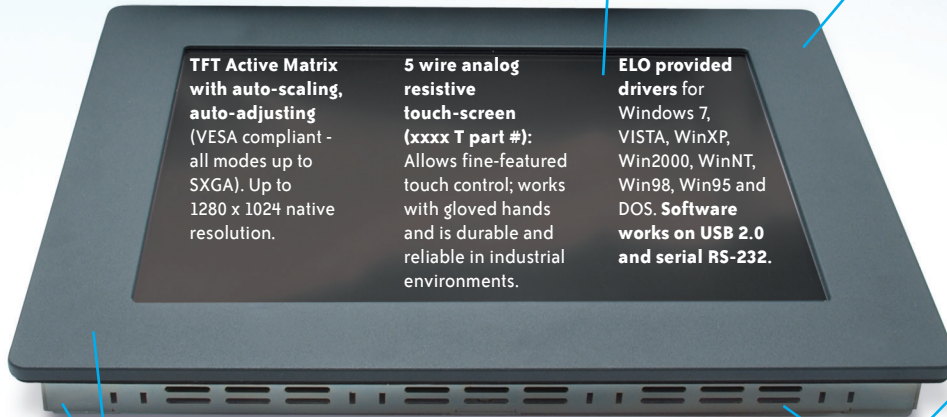 TFT Active Matrix
with auto-scaling,
auto-adjusting
(VESA compliant -
all modes up to
SXGA). Up to
1280 x 1024 native
resolution.
5 wire analog
resistive
touch-screen
(xxxx T part #):
Allows fine-featured
touch control; works
with gloved hands
and is durable and
reliable in industrial
environments.
ELO provided
drivers for
Windows 7,
VISTA, WinXP,
Win2000, WinNT,
Win98, Win95 and
DOS. Software
works on USB 2.0
and serial RS-232.